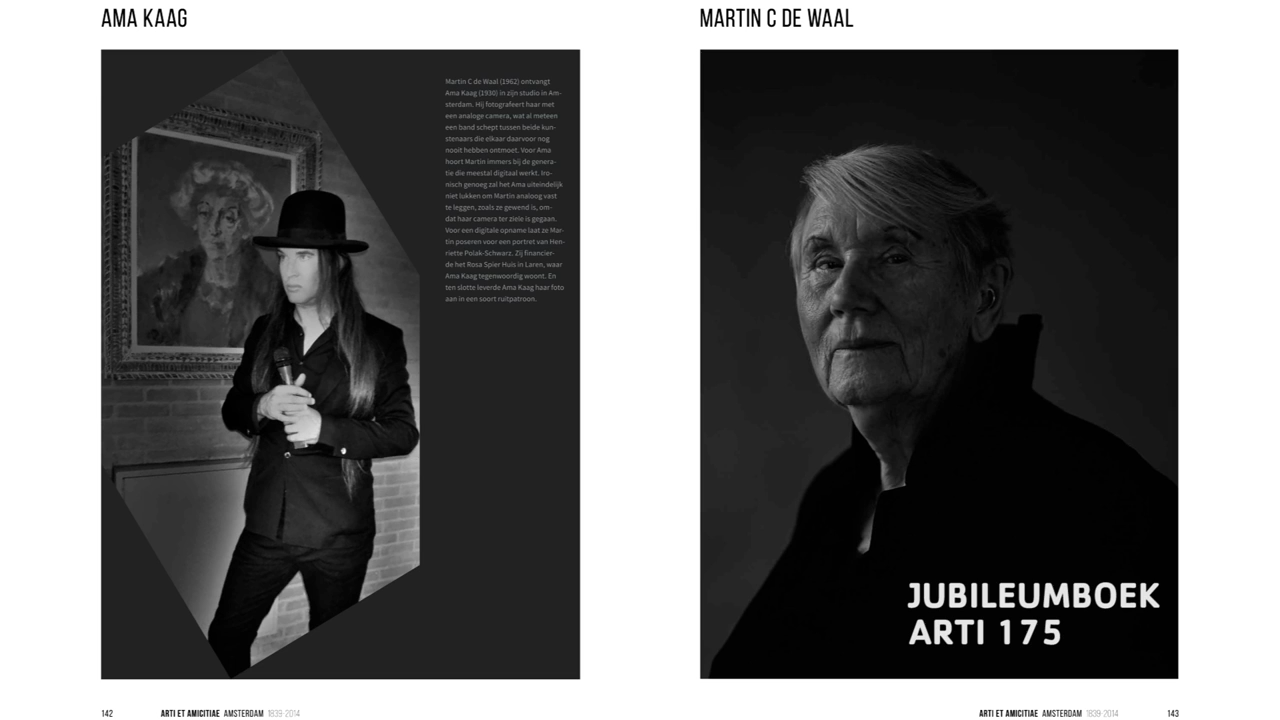 AMA KAAG
Martin C de Waal (1962) ontvangt
Ama Kaag (1930) in zijn studio in Am-
sterdam. Hij fotografeert haar met
een analoge camera, wat al meteen
een band schept tussen beide kun-
stenaars die elkaar daarvoor nog
nooit hebben ontmoet. Voor Ama
hoort Martin immers bij de genera-
tie die meestal digitaal werkt. Iro-
nisch genoeg zal het Ama uiteindelijk
niet lukken om Martin analoog vast
te leggen, zoals ze gewend is, om-
dat haar camera ter ziele is gegaan.
Voor een digitale opname laat ze Mar-
tin poseren voor een portret van Hen-
riette Polak-Schwarz. Zij financier-
de het Rosa Spier Huis in Laren, waar
Ama Kaag tegenwoordig woont. En
ten slotte leverde Ama Kaag haar foto
aan in een soort ruitpatroon.
142 ARTI ET AMICITIAE AMSTERDAM 1839-2014
MARTIN C DE WAAL
JUBILEUMBOEK
ARTI 175
ARTI ET AMICITIAE AMSTERDAM 1839-2014 143